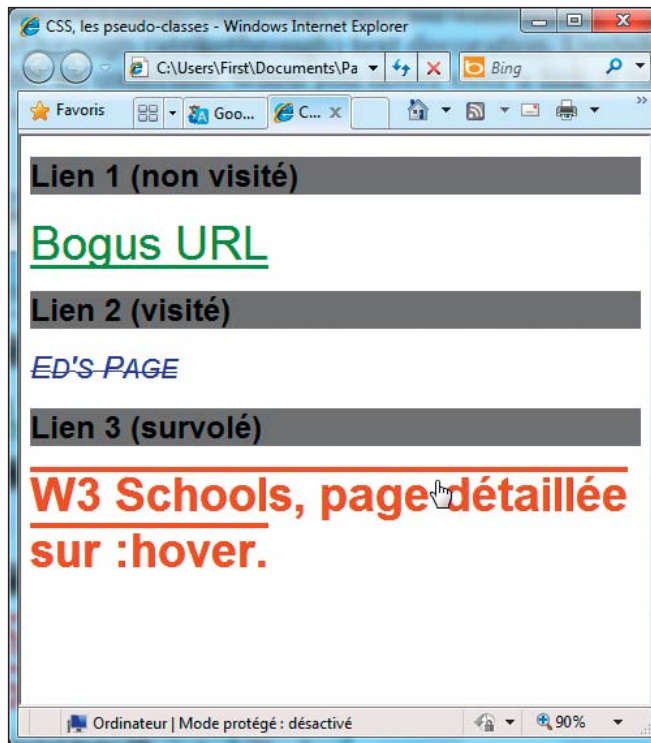 CSS, les pseudo-classes - Windows Internet Explorer
C:\Users\First\Documents\Pa
Bing
Favoris
Goo...
C...
Lien 1 (non visité)
Bogus URL
Lien 2 (visité)
ED'S PAGE
Lien 3 (survolé)
W3 Schools, page détaillée
sur :hover.
Ordinateur | Mode protégé : désactivé
90%